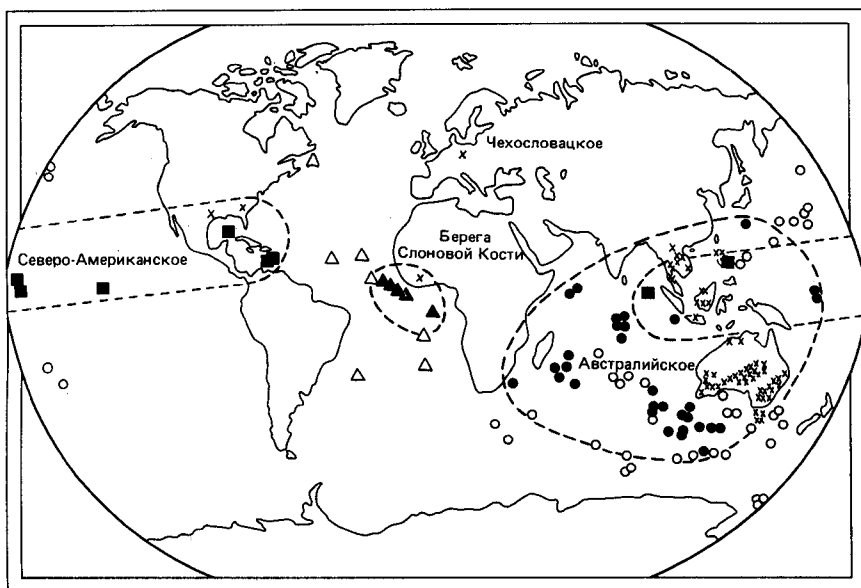 Чехословацкое
Северо-Американское
Берега
Слоновой Кости
Австралийское